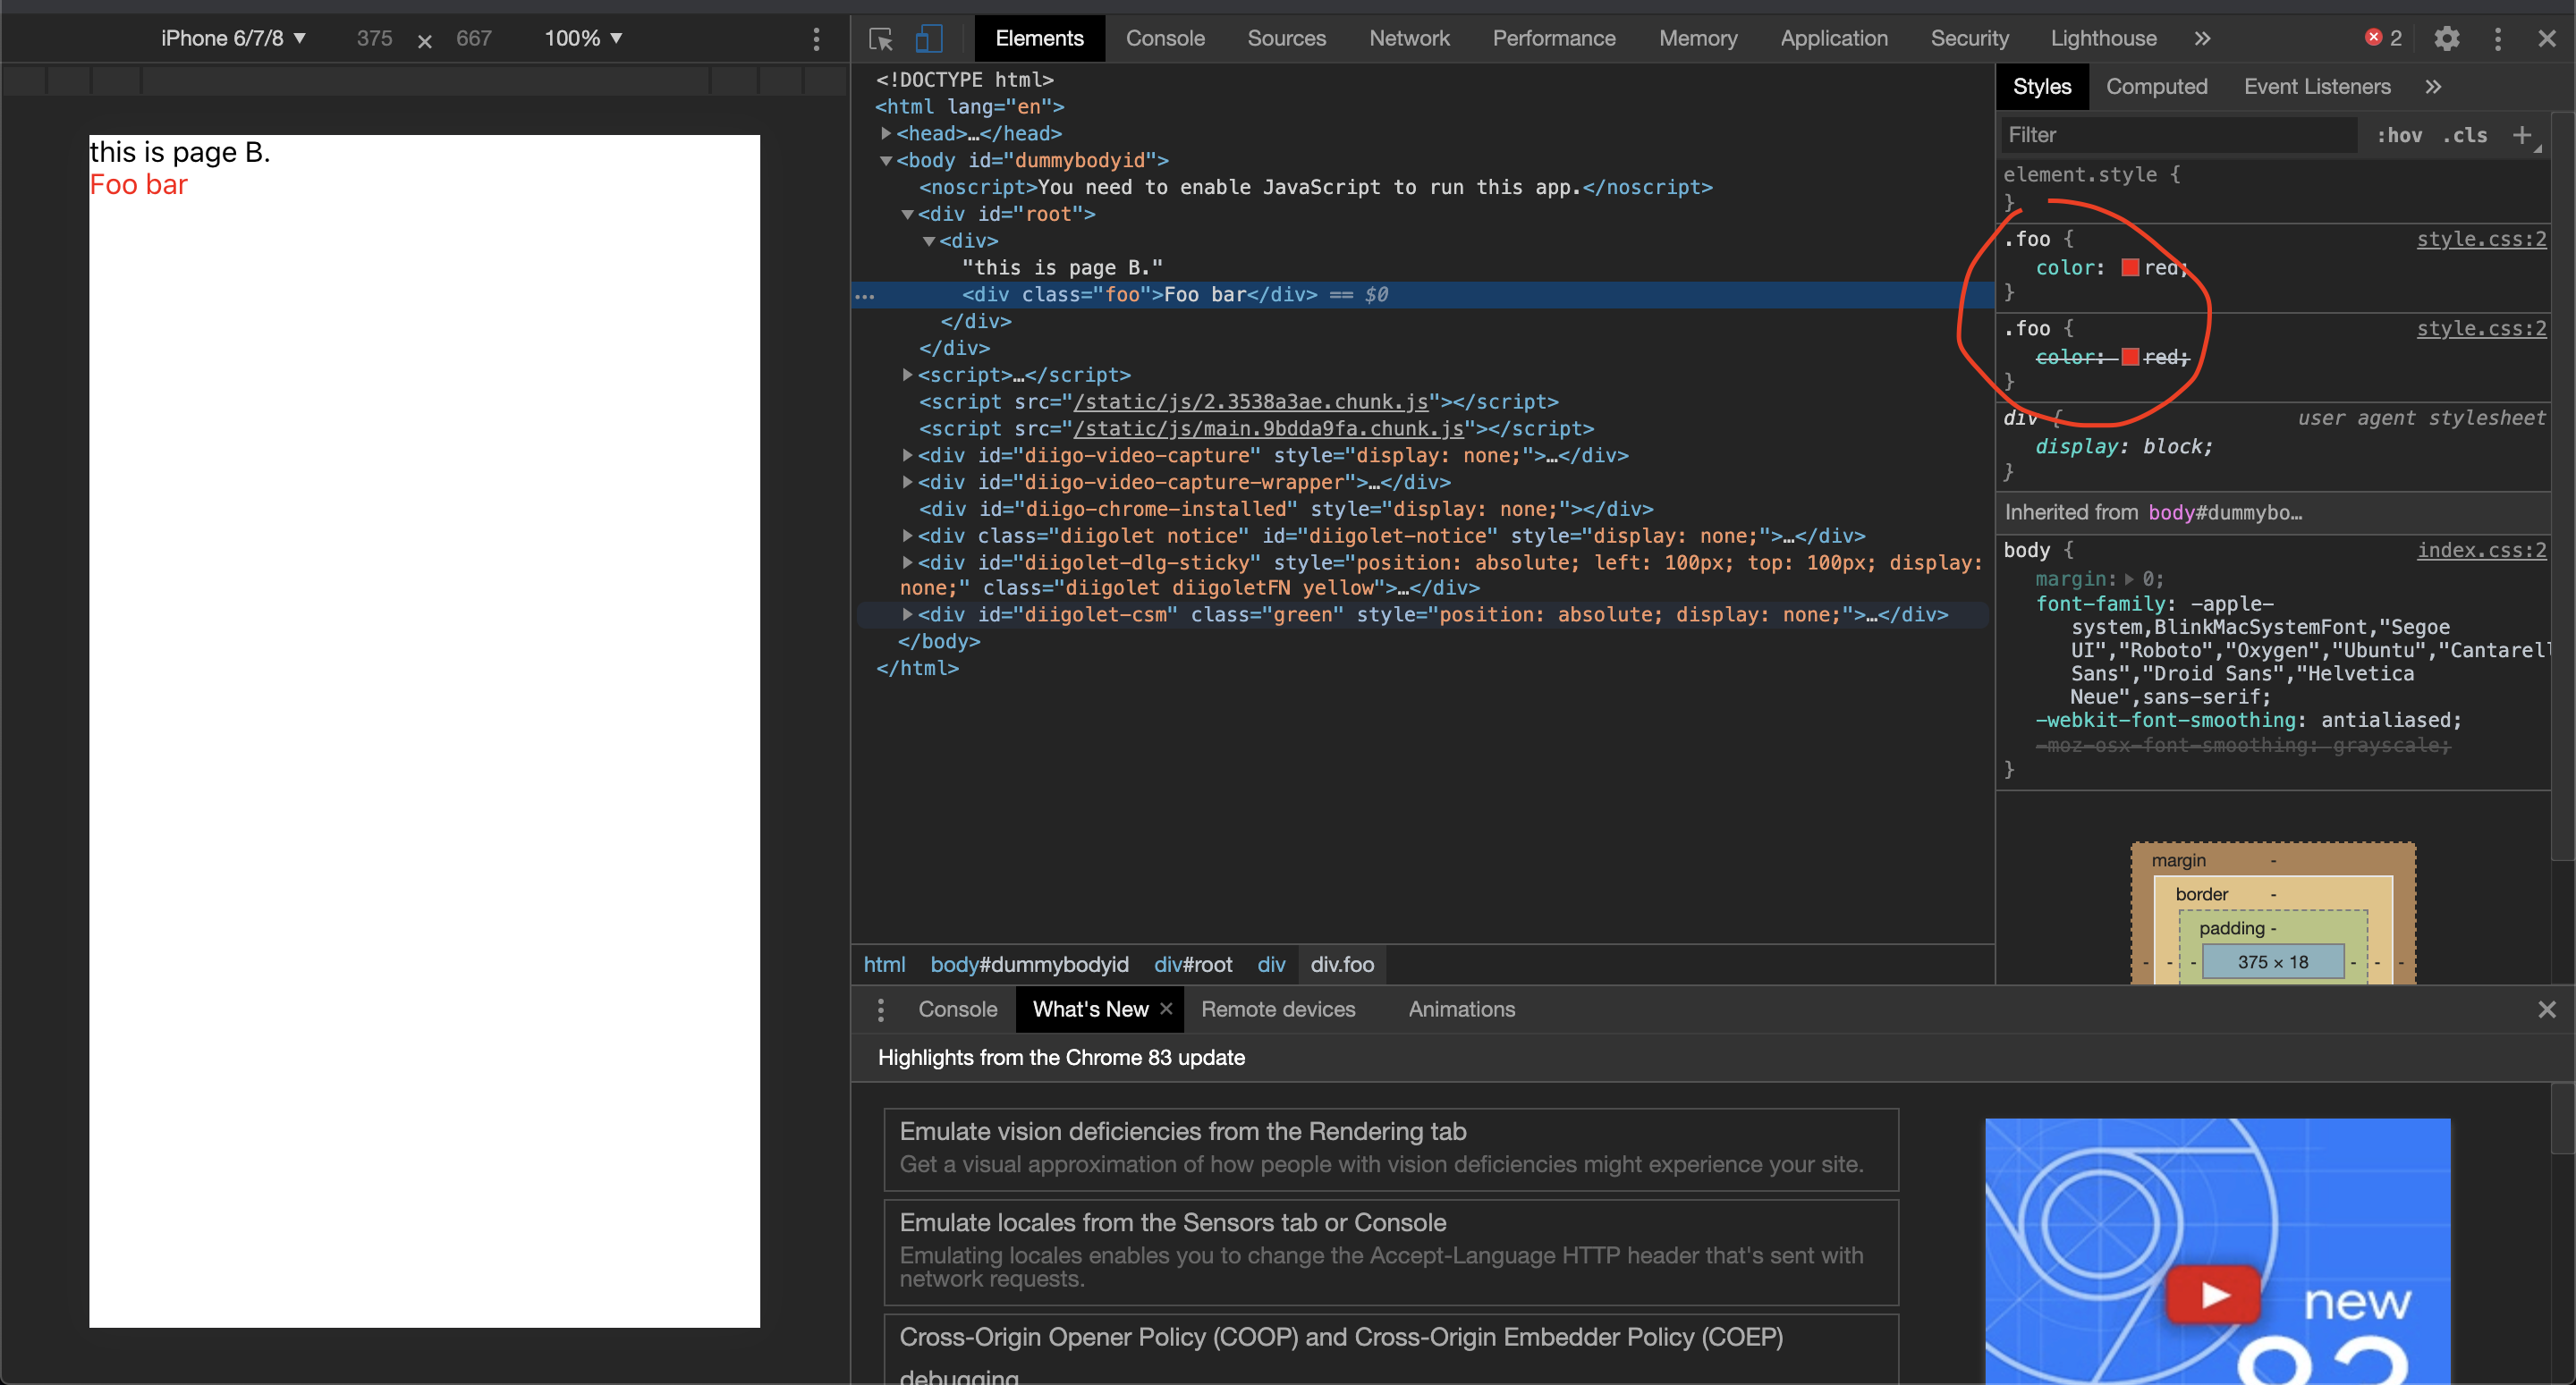 iPhone 6/7/8 ▼ 375 × 667 100% ▼
this is page B.
Foo bar
Elements Console Sources Network Performance Memory Application Security Lighthouse » 2
<!DOCTYPE html>
<html lang="en">
<head>…</head>
<body id="dummybodyid">
<noscript>You need to enable JavaScript to run this app.</noscript>
<div id="root">
<div>
"this is page B."
<div class="foo">Foo bar</div> == $0
</div>
</div>
<script>…</script>
<script src="/static/js/2.3538a3ae.chunk.js"></script>
<script src="/static/js/main.9bdda9fa.chunk.js"></script>
<div id="diigo-video-capture" style="display: none;">…</div>
<div id="diigo-video-capture-wrapper">…</div>
<div id="diigo-chrome-installed" style="display: none;"></div>
<div class="diigolet notice" id="diigolet-notice" style="display: none;">…</div>
<div id="diigolet-dlg-sticky" style="position: absolute; left: 100px; top: 100px; display:
none;" class="diigolet diigoletFN yellow">…</div>
<div id="diigolet-csm" class="green" style="position: absolute; display: none;">…</div>
</body>
</html>
html body#dummybodyid div#root div div.foo
Styles Computed Event Listeners »
Filter :hov .cls +
element.style {
}
.foo { style.css:2
color: red;
}
.foo { style.css:2
color: red;
}
div { user agent stylesheet
display: block;
}
Inherited from body#dummybo…
body { index.css:2
margin: 0;
font-family: -apple-
system,BlinkMacSystemFont,"Segoe
UI","Roboto","Oxygen","Ubuntu","Cantarell
Sans","Droid Sans","Helvetica
Neue",sans-serif;
-webkit-font-smoothing: antialiased;
-moz-osx-font-smoothing: grayscale;
}
margin -
border -
padding -
- - - 375 × 18 - - -
Console What's New × Remote devices Animations
Highlights from the Chrome 83 update
Emulate vision deficiencies from the Rendering tab
Get a visual approximation of how people with vision deficiencies might experience your site.
Emulate locales from the Sensors tab or Console
Emulating locales enables you to change the Accept-Language HTTP header that's sent with
network requests.
Cross-Origin Opener Policy (COOP) and Cross-Origin Embedder Policy (COEP)
debugging
new
83